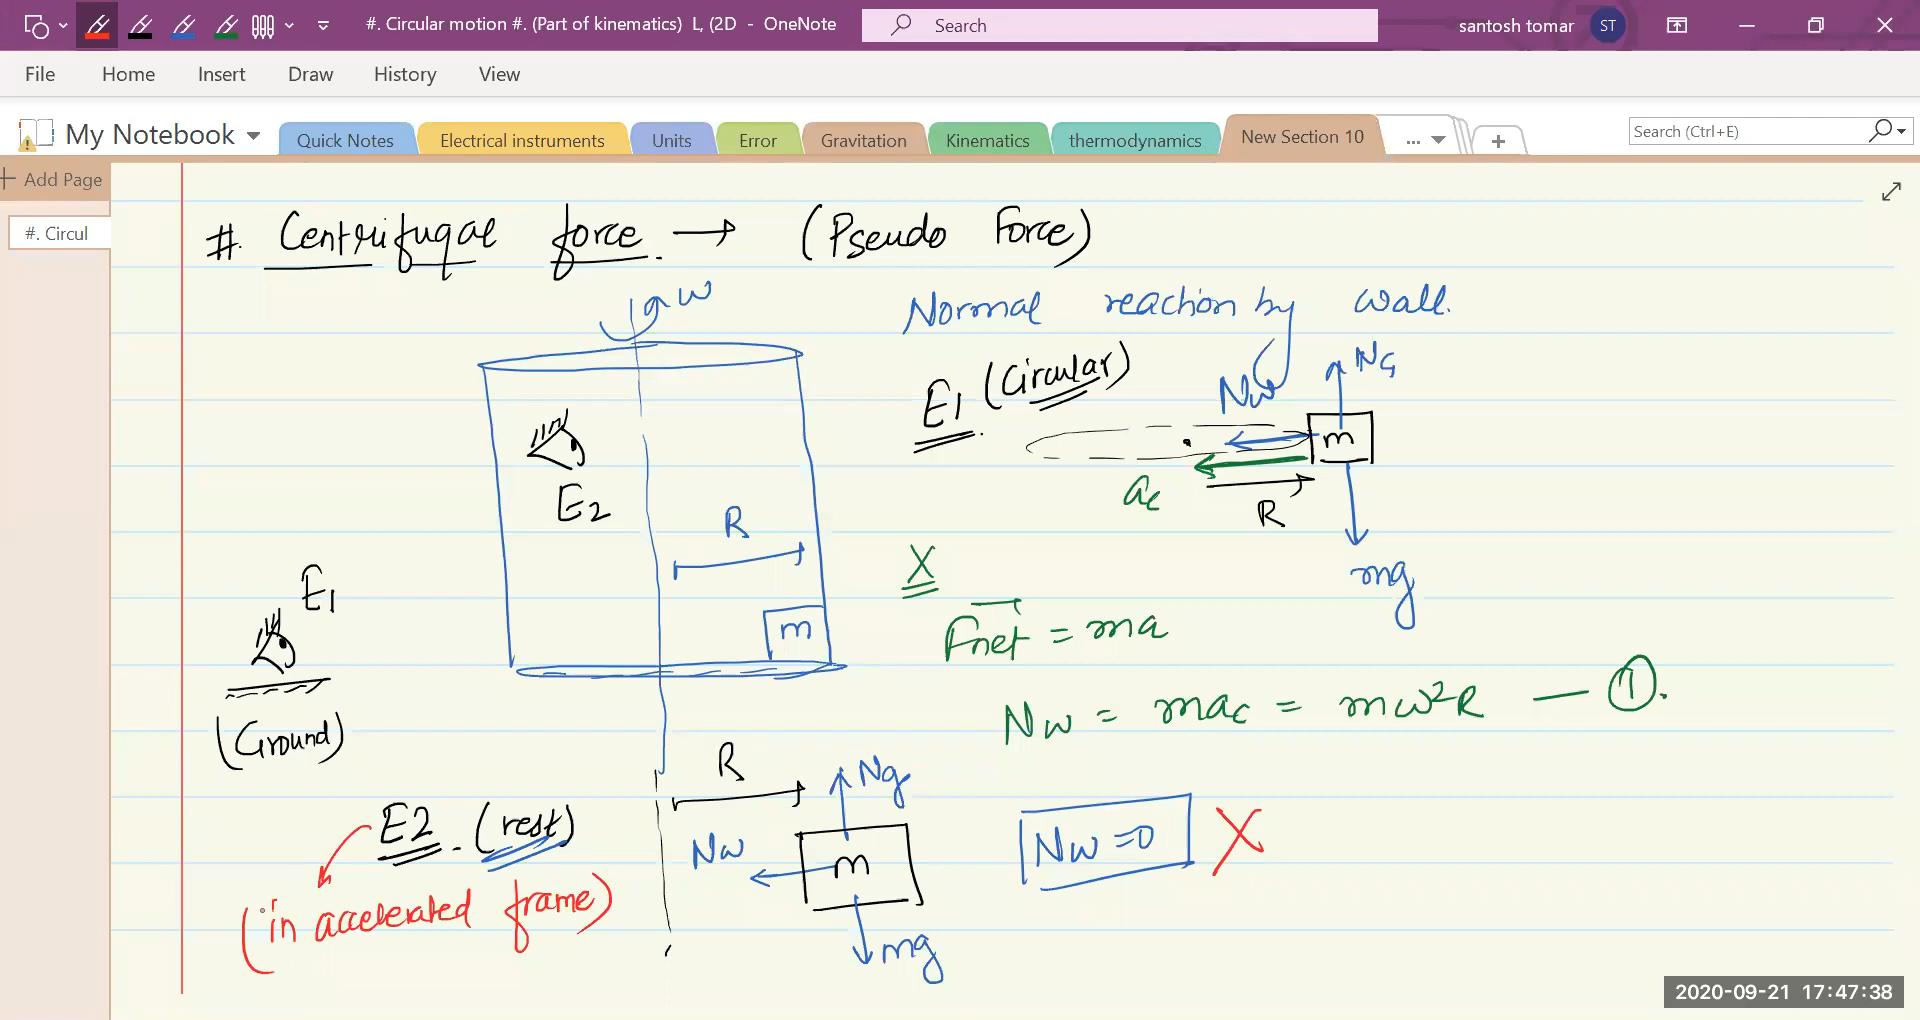 #. Circular motion #. (Part of kinematics) L, (2D - OneNote
Search
santosh tomar ST
File Home Insert Draw History View
My Notebook
Quick Notes Electrical instruments Units Error Gravitation Kinematics thermodynamics New Section 10 ...
Search (Ctrl+E)
+ Add Page
#. Circul
#. Centrifugal force. → (Pseudo Force)
ω
Normal reaction by wall.
E1 (Circular)
Nw
NG
m
ac
R
mg
E2
R
m
E1
(Ground)
X
Fnet = ma
Nw = mac = mω²R — ①.
R
Ng
E2. (rest)
Nw
m
Nw = 0 X
(in accelerated frame)
mg
2020-09-21 17:47:38